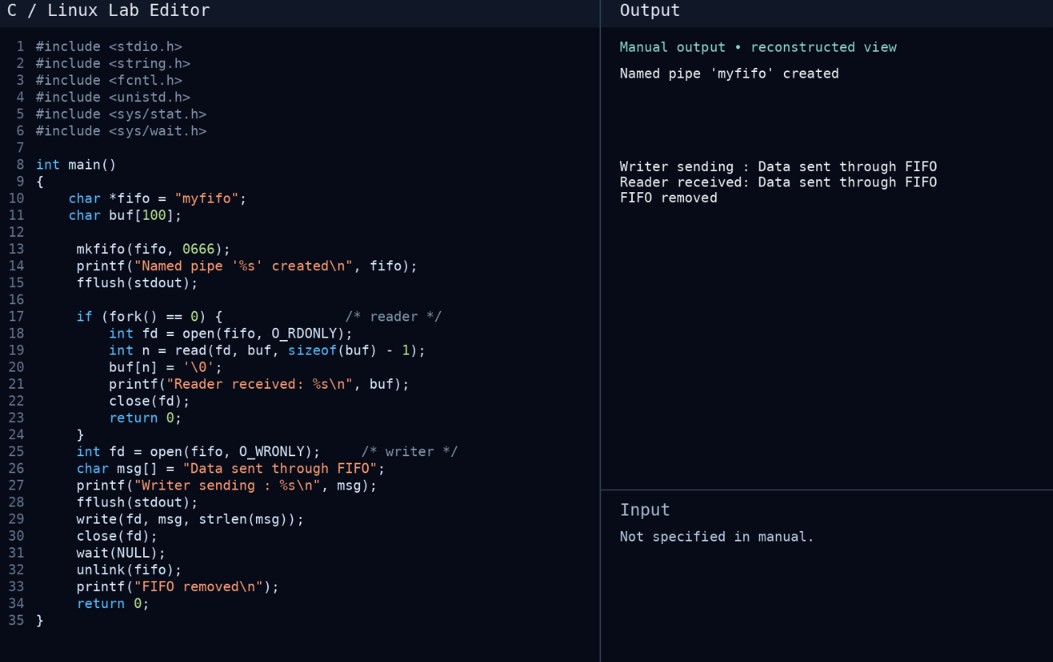 C / Linux Lab Editor
1 #include <stdio.h>
2 #include <string.h>
3 #include <fcntl.h>
4 #include <unistd.h>
5 #include <sys/stat.h>
6 #include <sys/wait.h>
7
8 int main()
9 {
10     char *fifo = "myfifo";
11     char buf[100];
12
13      mkfifo(fifo, 0666);
14      printf("Named pipe '%s' created\n", fifo);
15      fflush(stdout);
16
17      if (fork() == 0) {               /* reader */
18          int fd = open(fifo, O_RDONLY);
19          int n = read(fd, buf, sizeof(buf) - 1);
20          buf[n] = '\0';
21          printf("Reader received: %s\n", buf);
22          close(fd);
23          return 0;
24      }
25      int fd = open(fifo, O_WRONLY);     /* writer */
26      char msg[] = "Data sent through FIFO";
27      printf("Writer sending : %s\n", msg);
28      fflush(stdout);
29      write(fd, msg, strlen(msg));
30      close(fd);
31      wait(NULL);
32      unlink(fifo);
33      printf("FIFO removed\n");
34      return 0;
35 }
Output
Manual output • reconstructed view
Named pipe 'myfifo' created
Writer sending : Data sent through FIFO
Reader received: Data sent through FIFO
FIFO removed
Input
Not specified in manual.